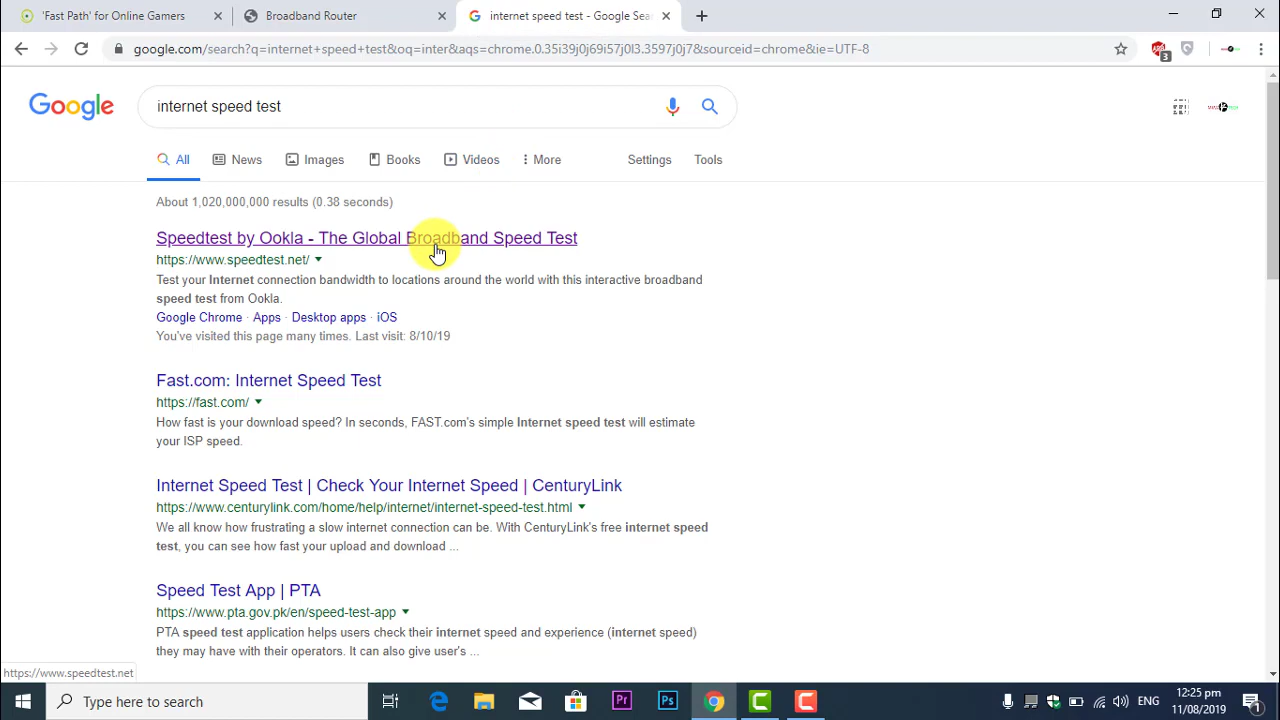 'Fast Path' for Online Gamers
Broadband Router
internet speed test - Google Sea
google.com/search?q=internet+speed+test&oq=inter&aqs=chrome.0.35i39j0j69i57j0l3.3597j0j7&sourceid=chrome&ie=UTF-8
3
Google
internet speed test
All
News
Images
Books
Videos
More
Settings
Tools
About 1,020,000,000 results (0.38 seconds)
Speedtest by Ookla - The Global Broadband Speed Test
https://www.speedtest.net/
Test your Internet connection bandwidth to locations around the world with this interactive broadband
speed test from Ookla.
Google Chrome · Apps · Desktop apps · iOS
You've visited this page many times. Last visit: 8/10/19
Fast.com: Internet Speed Test
https://fast.com/
How fast is your download speed? In seconds, FAST.com's simple Internet speed test will estimate
your ISP speed.
Internet Speed Test | Check Your Internet Speed | CenturyLink
https://www.centurylink.com/home/help/internet/internet-speed-test.html
We all know how frustrating a slow internet connection can be. With CenturyLink's free internet speed
test, you can see how fast your upload and download ...
Speed Test App | PTA
https://www.pta.gov.pk/en/speed-test-app
PTA speed test application helps users check their internet speed and experience (internet speed)
they may have with their operators. It can also give user's ...
https://www.speedtest.net
Type here to search
Pr
Ps
ENG
12:25 pm
11/08/2019
1